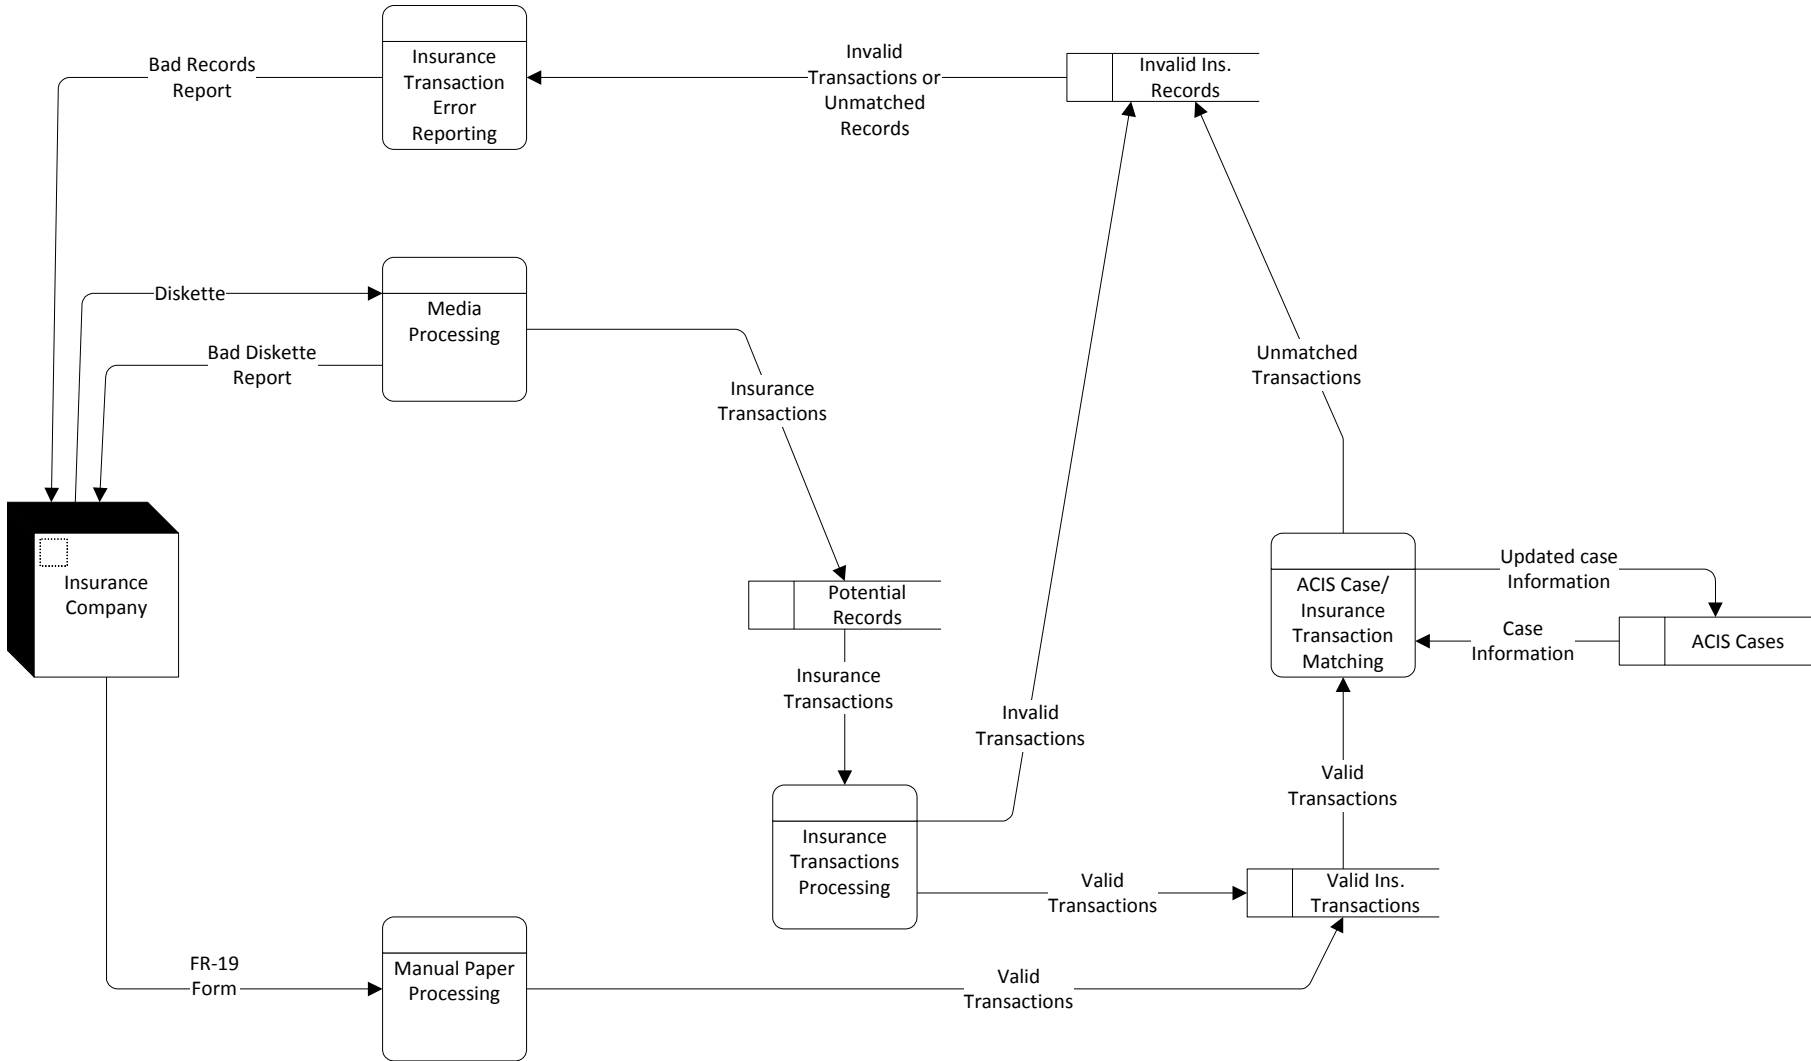 Bad Records
Report
Insurance
Transaction
Error
Reporting
Invalid
Transactions or
Unmatched
Records
Invalid Ins.
Records
Diskette
Media
Processing
Bad Diskette
Report
Insurance
Transactions
Unmatched
Transactions
Insurance
Company
Potential
Records
ACIS Case/
Insurance
Transaction
Matching
Updated case
Information
Case
Information
ACIS Cases
Insurance
Transactions
Invalid
Transactions
Valid
Transactions
Insurance
Transactions
Processing
Valid
Transactions
Valid Ins.
Transactions
FR-19
Form
Manual Paper
Processing
Valid
Transactions